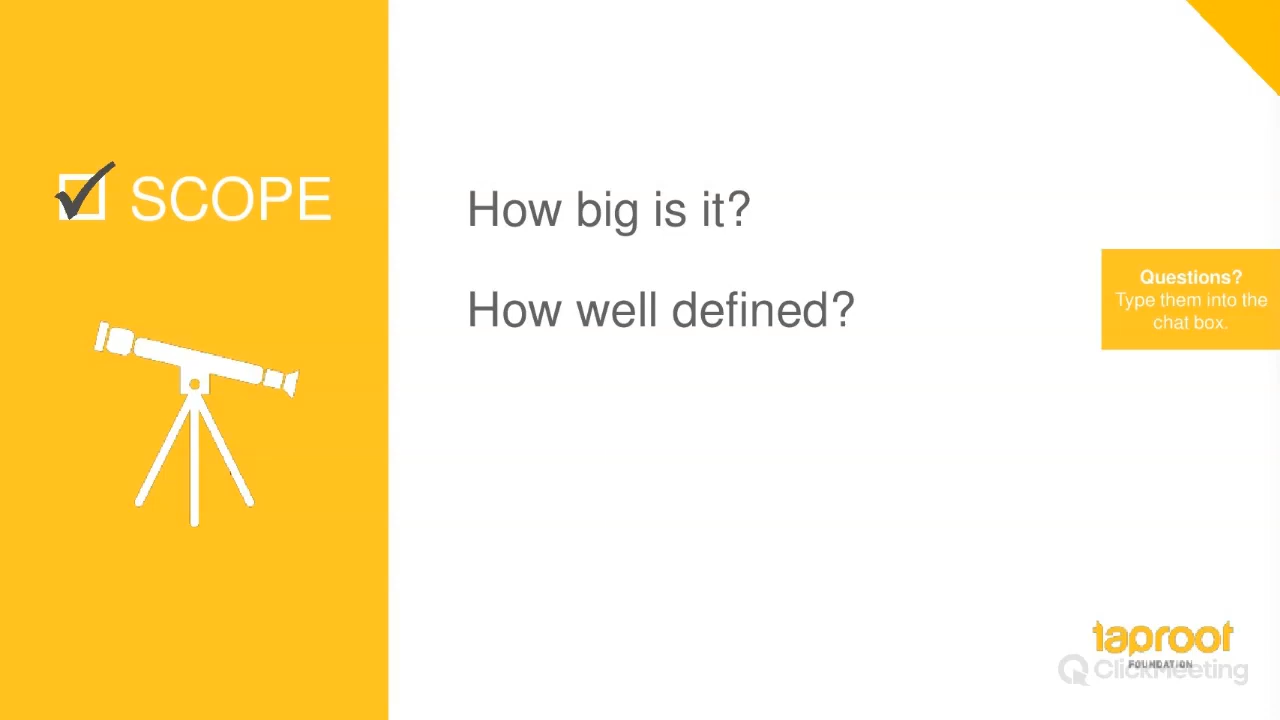 SCOPE
How big is it?
How well defined?
Questions?
Type them into the
chat box.
taproot
FOUNDATION
ClickMeeting